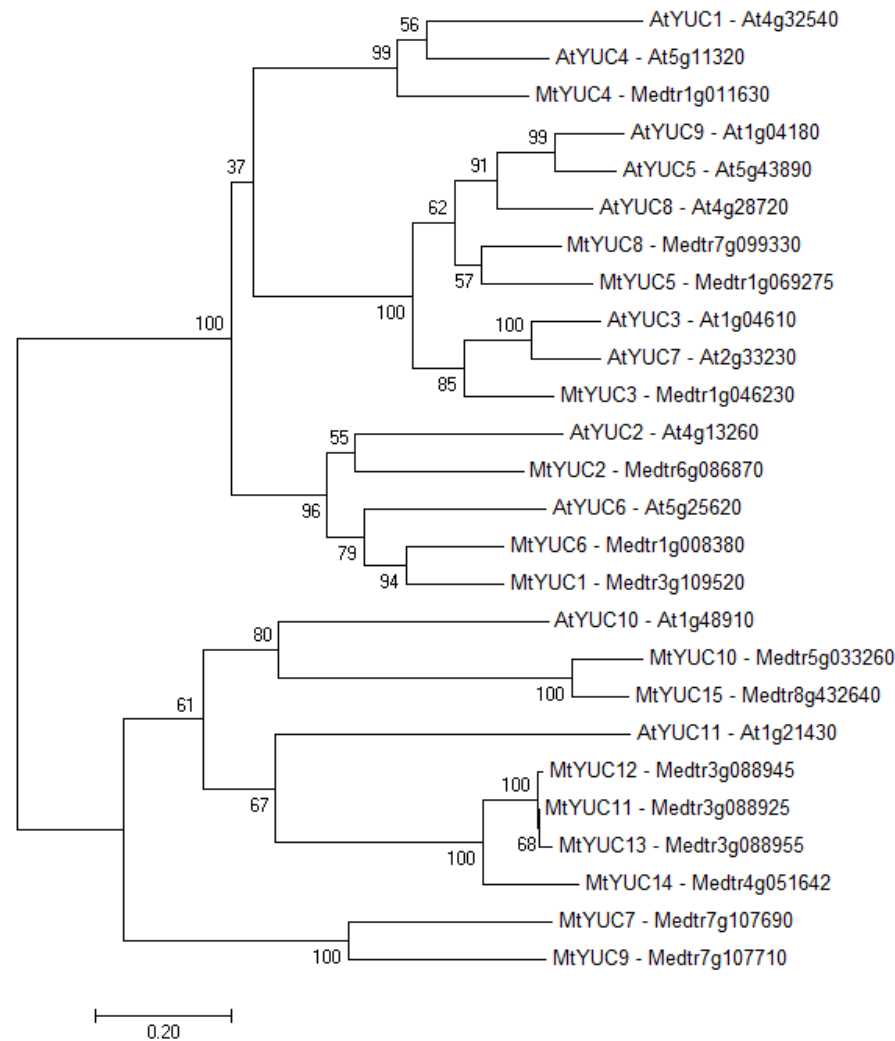 AtYUC1 - At4g32540
56
AtYUC4 - At5g11320
99
MtYUC4 - Medtr1g011630
AtYUC9 - At1g04180
99
37
91
AtYUC5 - At5g43890
62
AtYUC8 - At4g28720
MtYUC8 - Medtr7g099330
57
MtYUC5 - Medtr1g069275
100
100
AtYUC3 - At1g04610
100
AtYUC7 - At2g33230
85
MtYUC3 - Medtr1g046230
55
AtYUC2 - At4g13260
MtYUC2 - Medtr6g086870
96
AtYUC6 - At5g25620
79
MtYUC6 - Medtr1g008380
94
MtYUC1 - Medtr3g109520
80
AtYUC10 - At1g48910
MtYUC10 - Medtr5g033260
100
MtYUC15 - Medtr8g432640
61
AtYUC11 - At1g21430
MtYUC12 - Medtr3g088945
100
67
MtYUC11 - Medtr3g088925
68
MtYUC13 - Medtr3g088955
100
MtYUC14 - Medtr4g051642
MtYUC7 - Medtr7g107690
100
MtYUC9 - Medtr7g107710
0.20